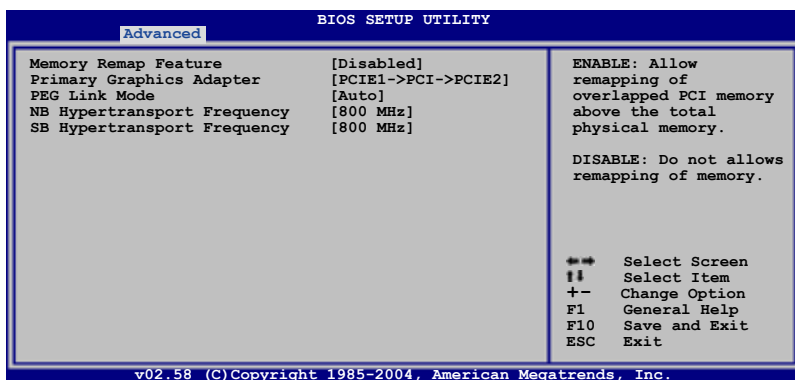 BIOS SETUP UTILITY
Advanced
Memory Remap Feature [Disabled]
Primary Graphics Adapter [PCIE1->PCI->PCIE2]
PEG Link Mode [Auto]
NB Hypertransport Frequency [800 MHz]
SB Hypertransport Frequency [800 MHz]
ENABLE: Allow
remapping of
overlapped PCI memory
above the total
physical memory.
DISABLE: Do not allows
remapping of memory.
←→ Select Screen
↑↓ Select Item
+- Change Option
F1 General Help
F10 Save and Exit
ESC Exit
v02.58 (C)Copyright 1985-2004, American Megatrends, Inc.